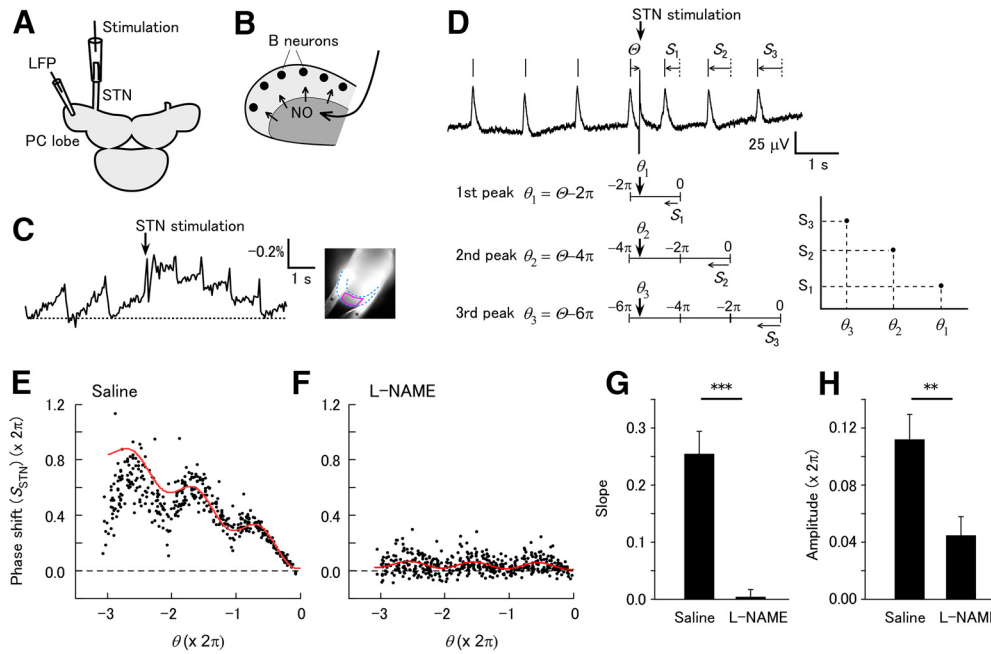 A
Stimulation
LFP
STN
PC lobe
B
B neurons
NO
C
STN stimulation
−0.2%
1 s
D
STN stimulation
Θ S₁ S₂ S₃
25 μV
1 s
θ₁
1st peak θ₁ = Θ−2π −2π 0
S₁
θ₂
2nd peak θ₂ = Θ−4π −4π −2π 0
S₂
θ₃
3rd peak θ₃ = Θ−6π −6π −4π −2π 0
S₃
S₃
S₂
S₁
θ₃ θ₂ θ₁
E
Saline
Phase shift (S_STN) (x 2π)
1.2
0.8
0.4
0.0
−3 −2 −1 0
θ (x 2π)
F
L-NAME
1.2
0.8
0.4
0.0
−3 −2 −1 0
θ (x 2π)
G
***
Slope
0.3
0.2
0.1
0.0
Saline L-NAME
H
**
Amplitude (x 2π)
0.12
0.08
0.04
0.00
Saline L-NAME